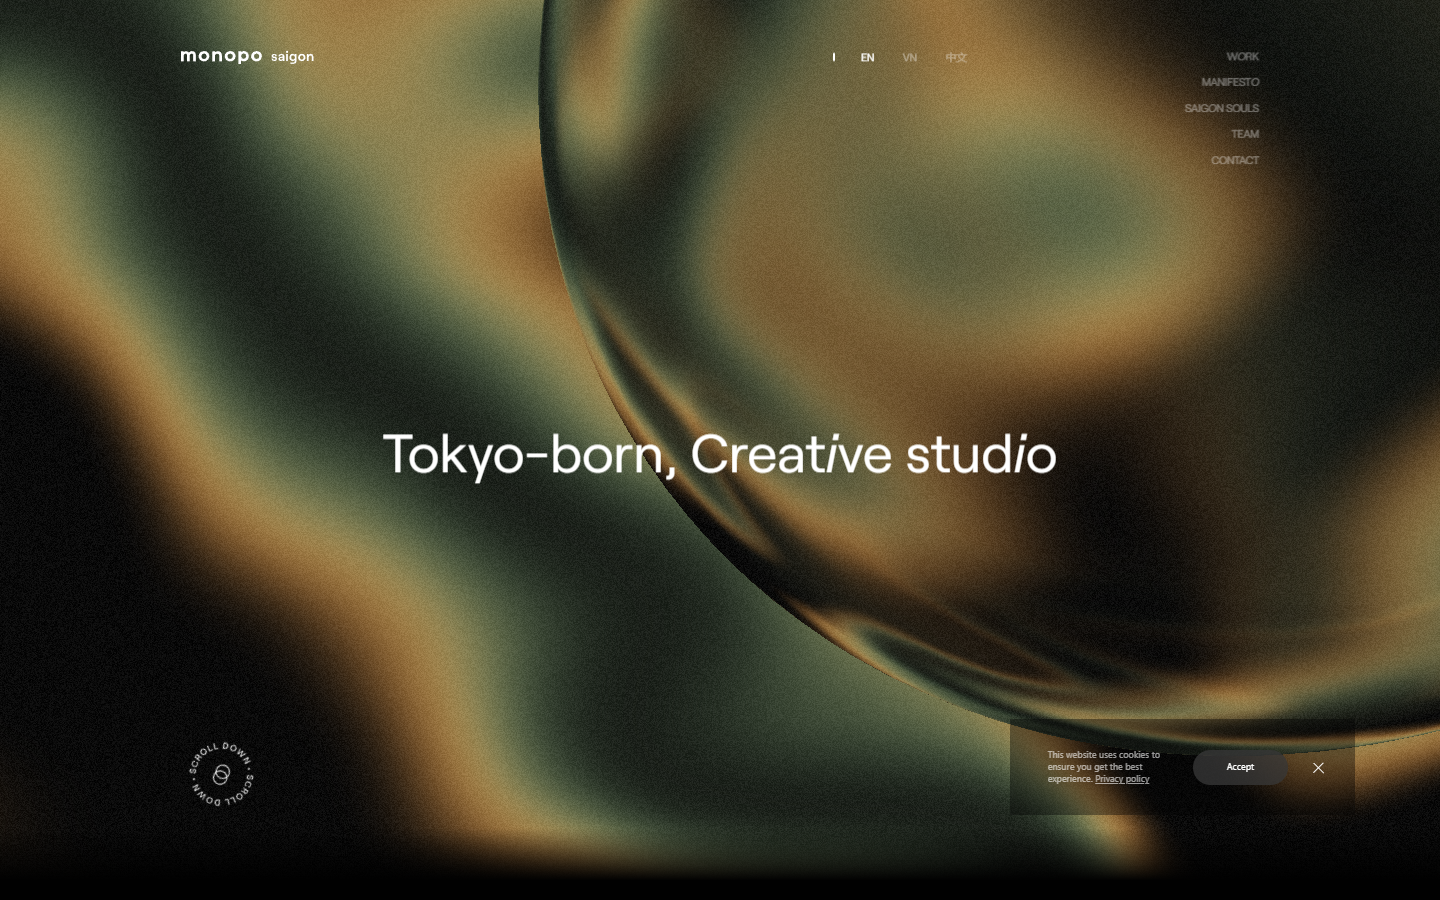 monopo saigon
EN VN 中文
WORK
MANIFESTO
SAIGON SOULS
TEAM
CONTACT
Tokyo-born, Creative studio
SCROLL DOWN • SCROLL DOWN •
This website uses cookies to
ensure you get the best
experience. Privacy policy
Accept